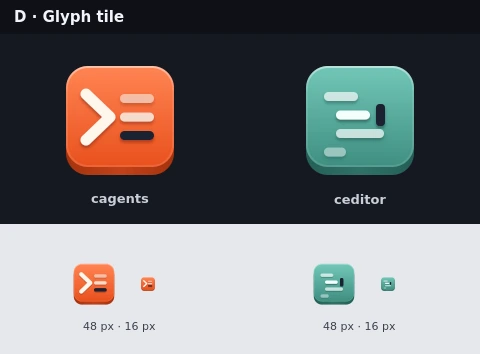 D · Glyph tile
cagents
ceditor
48 px · 16 px
48 px · 16 px